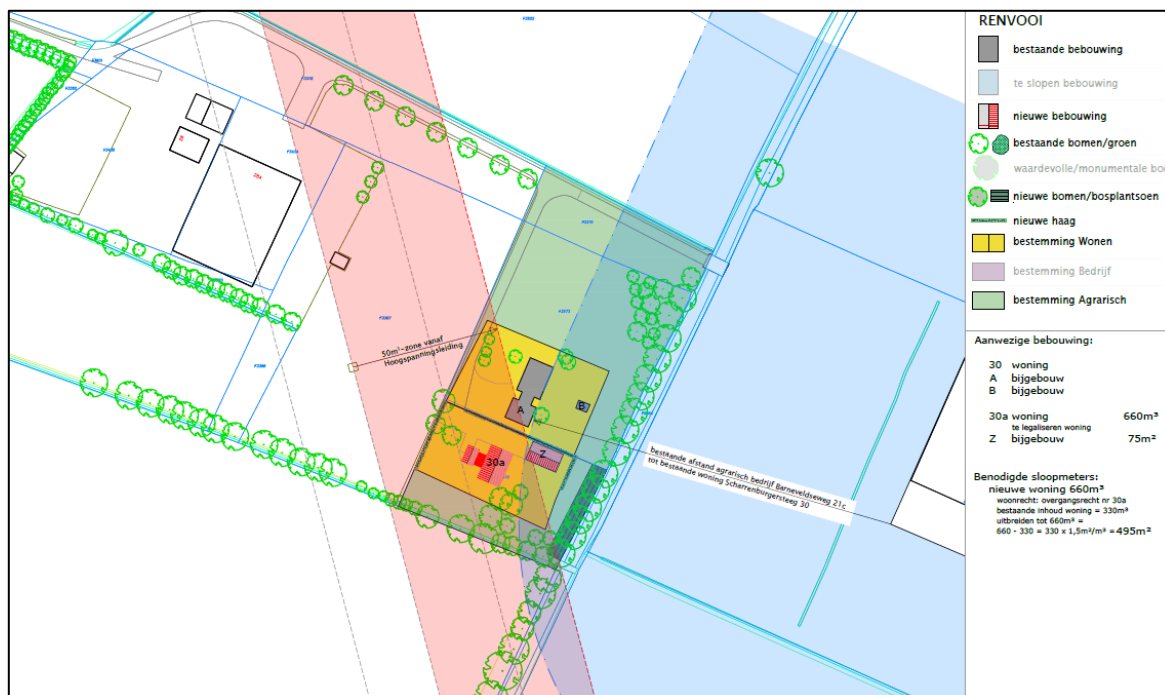 RENVOOI
bestaande bebouwing
te slopen bebouwing
nieuwe bebouwing
bestaande bomen/groen
waardevolle/monumentale bo
nieuwe bomen/bosplantsoen
nieuwe haag
bestemming Wonen
bestemming Bedrijf
bestemming Agrarisch
Aanwezige bebouwing:
30 woning
A bijgebouw
B bijgebouw
30a woning 660m³
te legaliseren woning
Z bijgebouw 75m²
Benodigde sloopmeters:
nieuwe woning 660m³
woonrecht: overgangsrecht nr 30a
bestaande inhoud woning = 330m³
uitbreiden tot 660m³ =
660 - 330 = 330 x 1,5m²/m³ = 495m²
50m¹-zone vanaf
Hoogspanningsleiding
A
B
Z
30a
bestaande afstand agrarisch bedrijf Barneveldseweg 21c
tot bestaande woning Scharrenburgersteeg 30